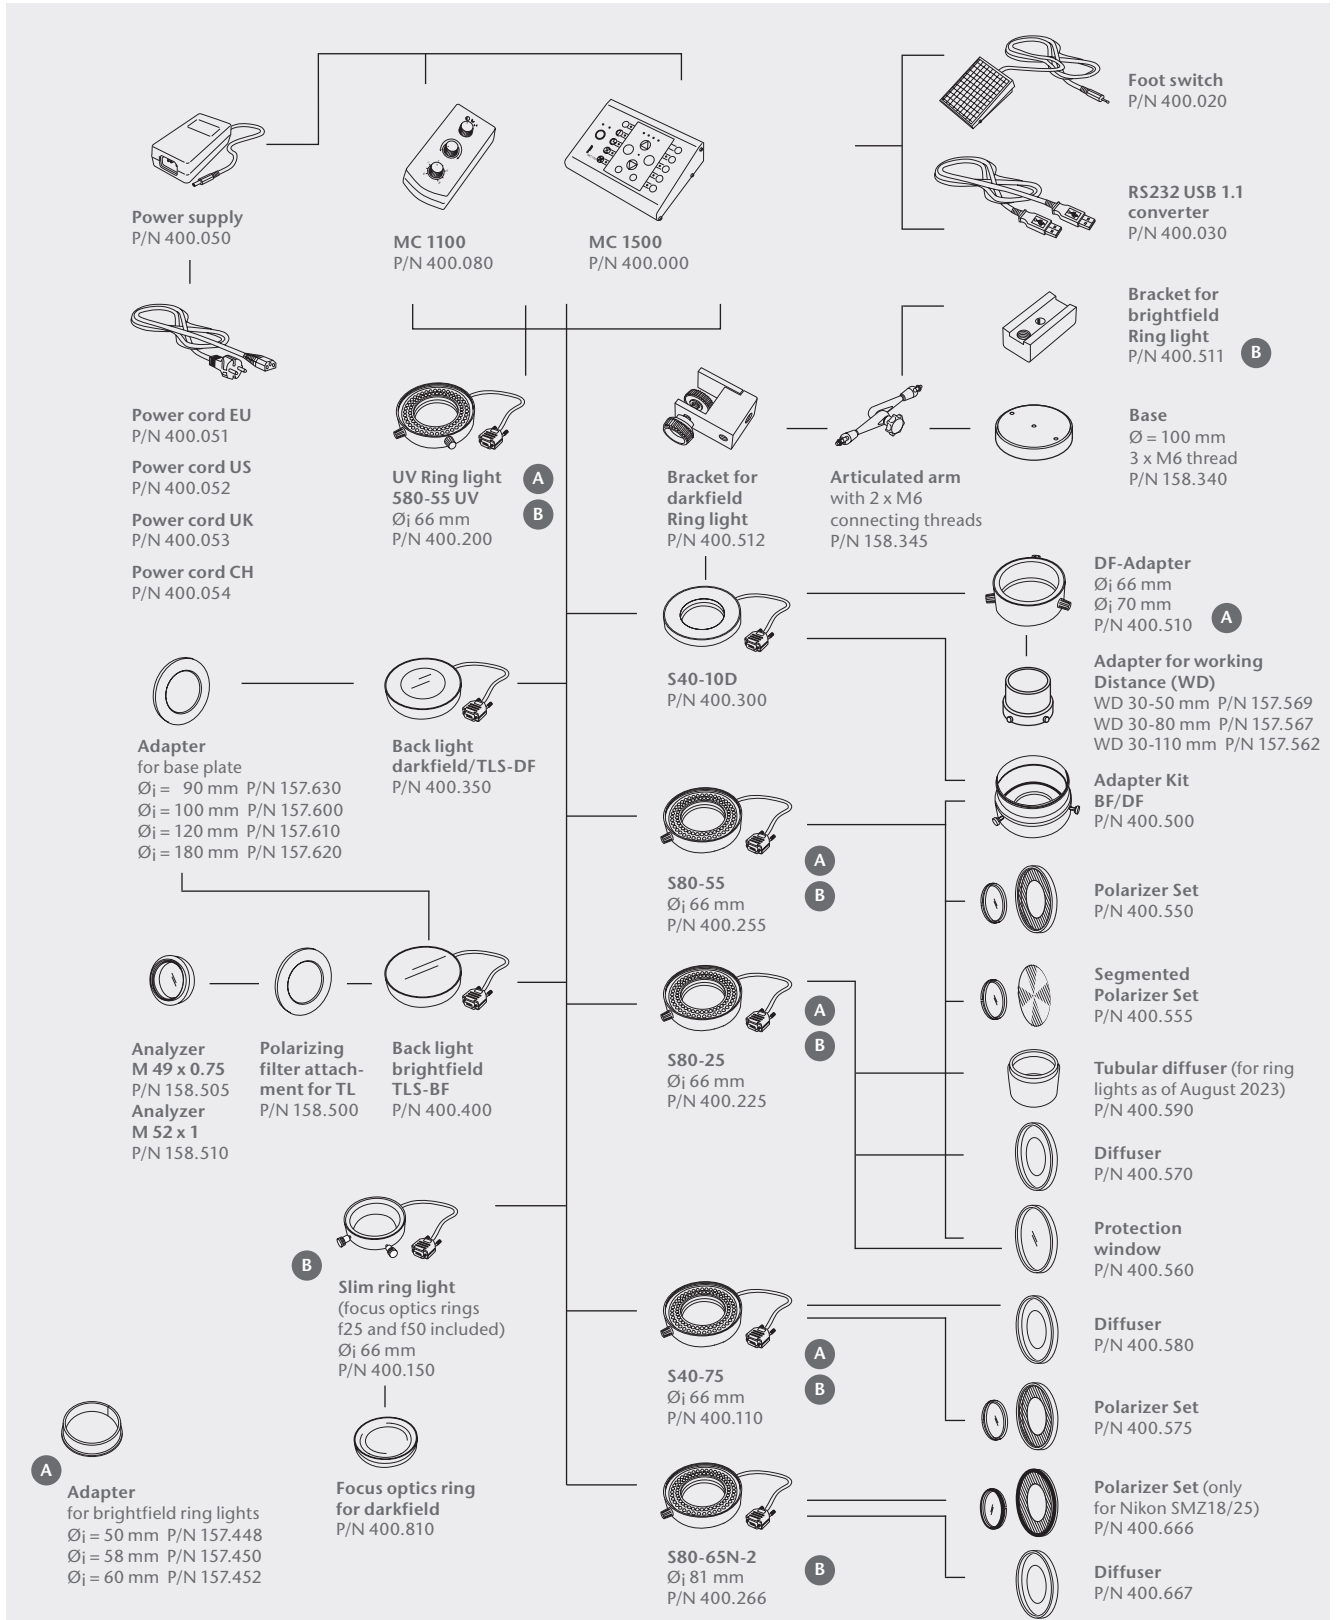 Foot switch
P/N 400.020
RS232 USB 1.1
converter
P/N 400.030
Power supply
P/N 400.050
MC 1100
P/N 400.080
MC 1500
P/N 400.000
Bracket for
brightfield
Ring light
P/N 400.511
B
Power cord EU
P/N 400.051
Power cord US
P/N 400.052
Power cord UK
P/N 400.053
Power cord CH
P/N 400.054
UV Ring light
580-55 UV
Øi 66 mm
P/N 400.200
A
B
Bracket for
darkfield
Ring light
P/N 400.512
Articulated arm
with 2 x M6
connecting threads
P/N 158.345
Base
Ø = 100 mm
3 x M6 thread
P/N 158.340
DF-Adapter
Øi 66 mm
Øi 70 mm
P/N 400.510
A
S40-10D
P/N 400.300
Adapter for working
Distance (WD)
WD 30-50 mm P/N 157.569
WD 30-80 mm P/N 157.567
WD 30-110 mm P/N 157.562
Adapter
for base plate
Øi = 90 mm P/N 157.630
Øi = 100 mm P/N 157.600
Øi = 120 mm P/N 157.610
Øi = 180 mm P/N 157.620
Back light
darkfield/TLS-DF
P/N 400.350
Adapter Kit
BF/DF
P/N 400.500
S80-55
Øi 66 mm
P/N 400.255
A
B
Polarizer Set
P/N 400.550
Segmented
Polarizer Set
P/N 400.555
Analyzer
M 49 x 0.75
P/N 158.505
Analyzer
M 52 x 1
P/N 158.510
Polarizing
filter attach-
ment for TL
P/N 158.500
Back light
brightfield
TLS-BF
P/N 400.400
S80-25
Øi 66 mm
P/N 400.225
A
B
Tubular diffuser (for ring
lights as of August 2023)
P/N 400.590
Diffuser
P/N 400.570
Protection
window
P/N 400.560
B
Slim ring light
(focus optics rings
f25 and f50 included)
Øi 66 mm
P/N 400.150
Diffuser
P/N 400.580
S40-75
Øi 66 mm
P/N 400.110
A
B
Polarizer Set
P/N 400.575
A
Adapter
for brightfield ring lights
Øi = 50 mm P/N 157.448
Øi = 58 mm P/N 157.450
Øi = 60 mm P/N 157.452
Focus optics ring
for darkfield
P/N 400.810
Polarizer Set (only
for Nikon SMZ18/25)
P/N 400.666
S80-65N-2
Øi 81 mm
P/N 400.266
B
Diffuser
P/N 400.667